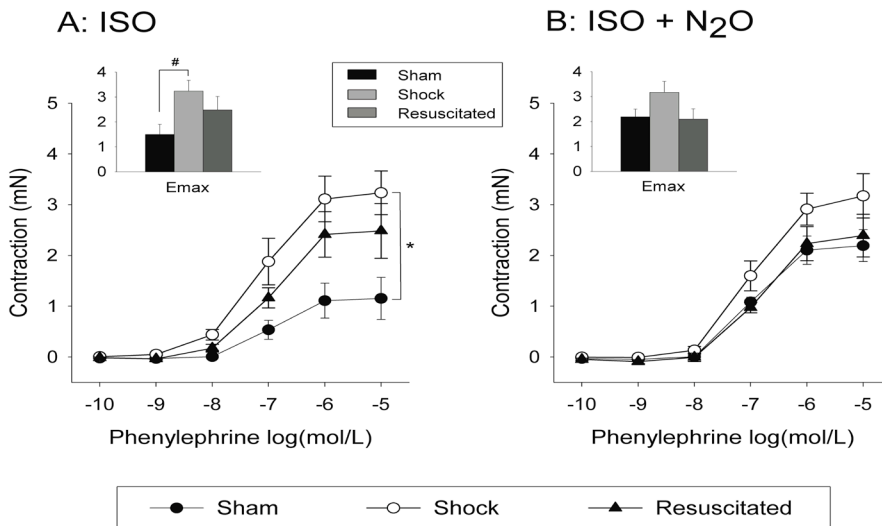 A: ISO
#
4
3
2
1
0
Emax
Sham
Shock
Resuscitated
5
4
3
2
1
0
Contraction (mN)
*
-10 -9 -8 -7 -6 -5
Phenylephrine log(mol/L)
B: ISO + N₂O
4
3
2
1
0
Emax
5
4
3
2
1
0
Contraction (mN)
-10 -9 -8 -7 -6 -5
Phenylephrine log(mol/L)
Sham Shock Resuscitated